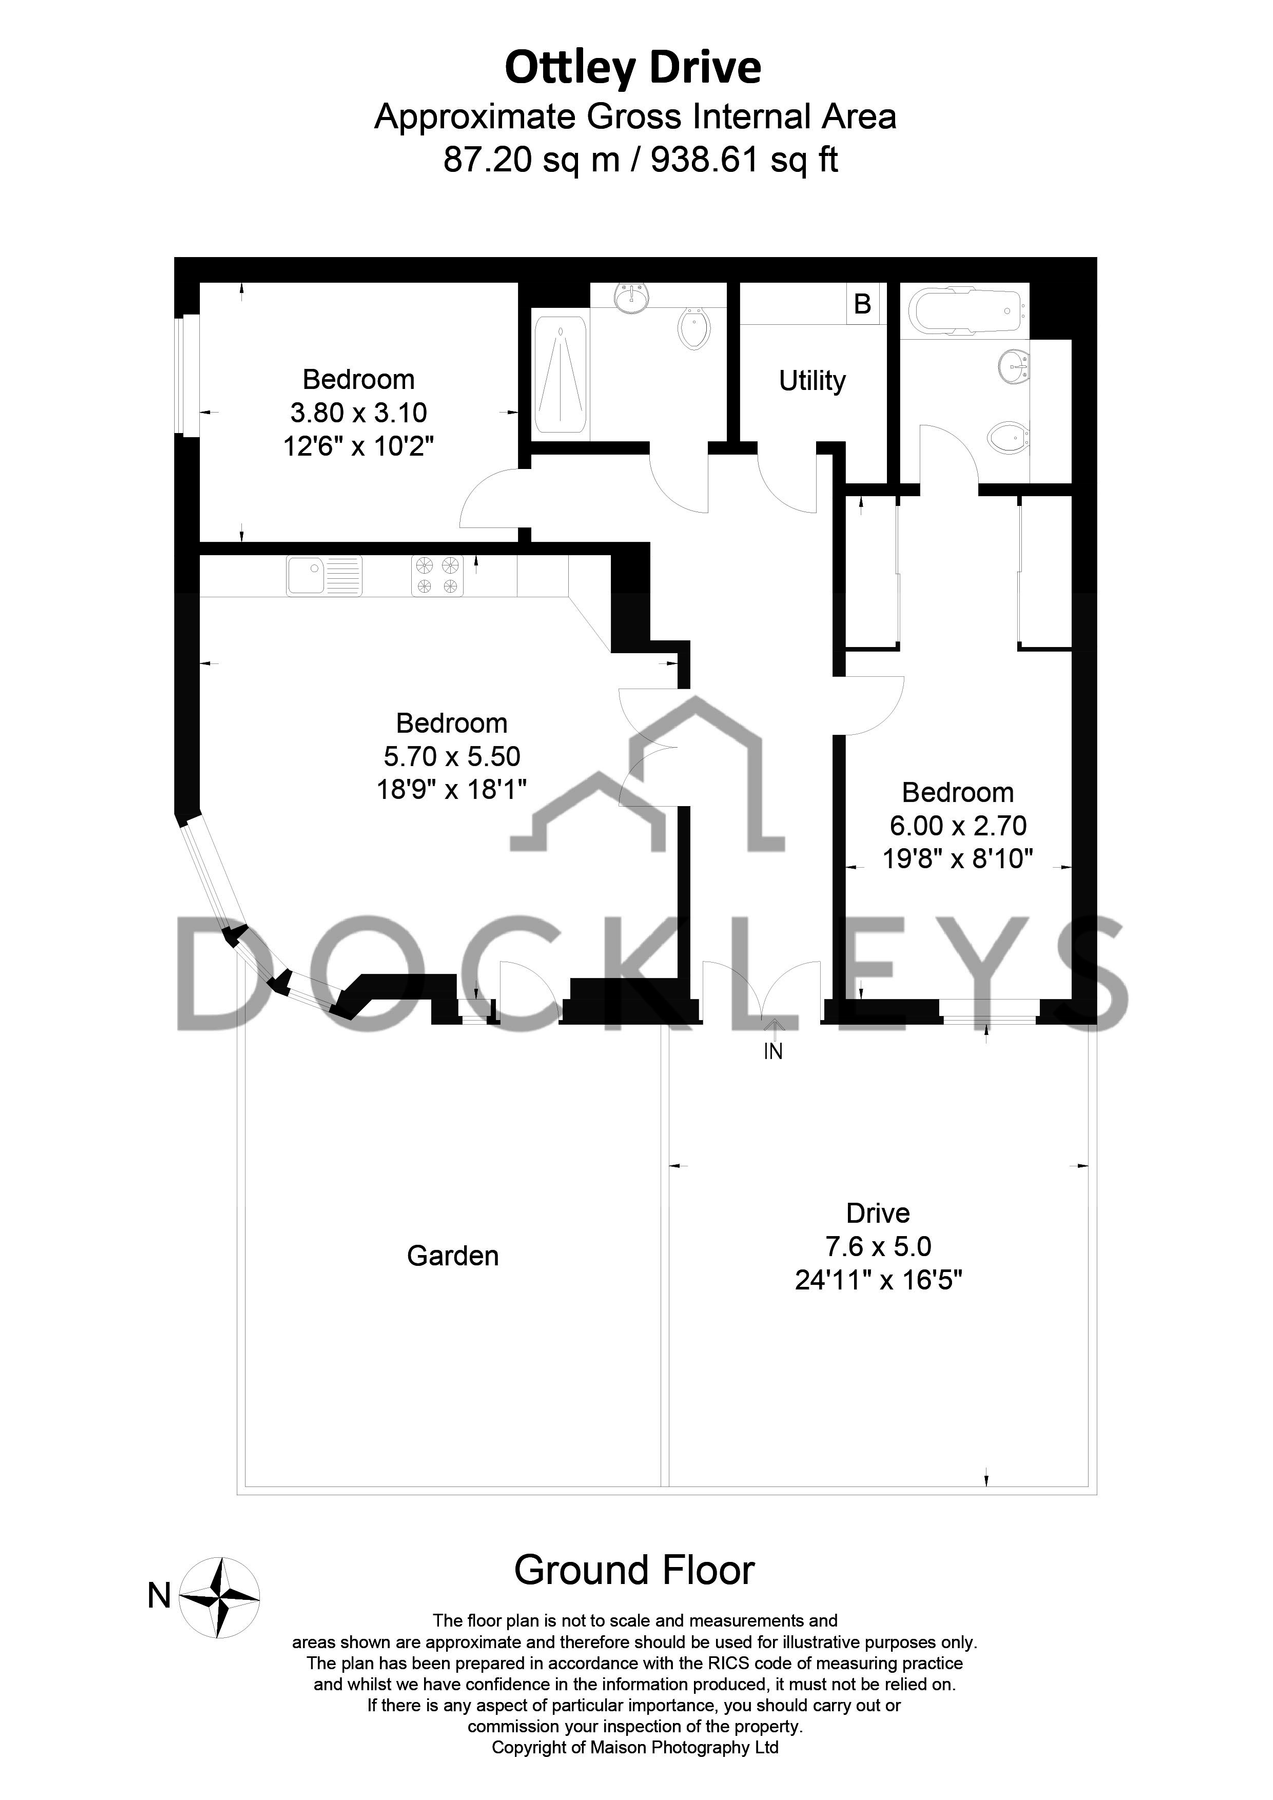 Ottley Drive
Approximate Gross Internal Area
87.20 sq m / 938.61 sq ft
B
Bedroom
3.80 x 3.10
12'6" x 10'2"
Utility
Bedroom
5.70 x 5.50
18'9" x 18'1"
Bedroom
6.00 x 2.70
19'8" x 8'10"
DOCKLEYS
IN
Garden
Drive
7.6 x 5.0
24'11" x 16'5"
N
Ground Floor
The floor plan is not to scale and measurements and
areas shown are approximate and therefore should be used for illustrative purposes only.
The plan has been prepared in accordance with the RICS code of measuring practice
and whilst we have confidence in the information produced, it must not be relied on.
If there is any aspect of particular importance, you should carry out or
commission your inspection of the property.
Copyright of Maison Photography Ltd